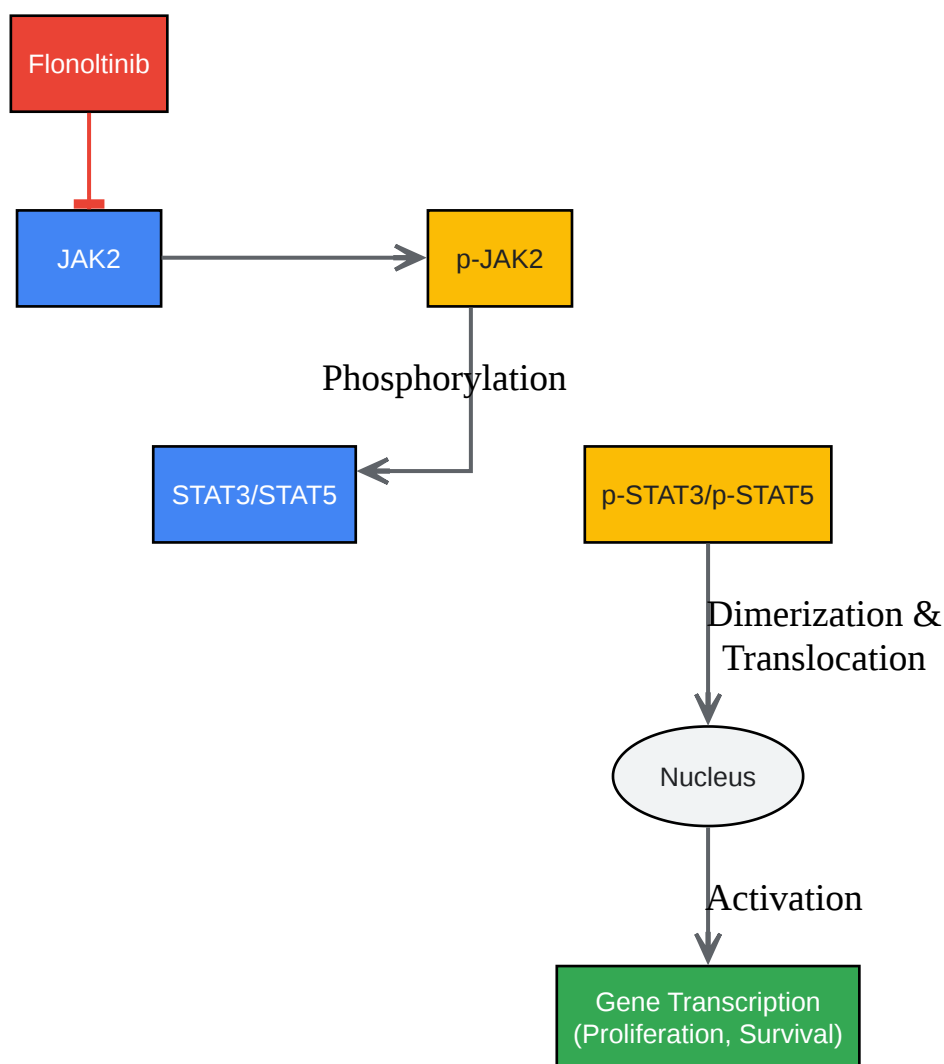 Flonoltinib
JAK2
p-JAK2
Phosphorylation
STAT3/STAT5
p-STAT3/p-STAT5
Dimerization &
Translocation
Nucleus
Activation
Gene Transcription
(Proliferation, Survival)